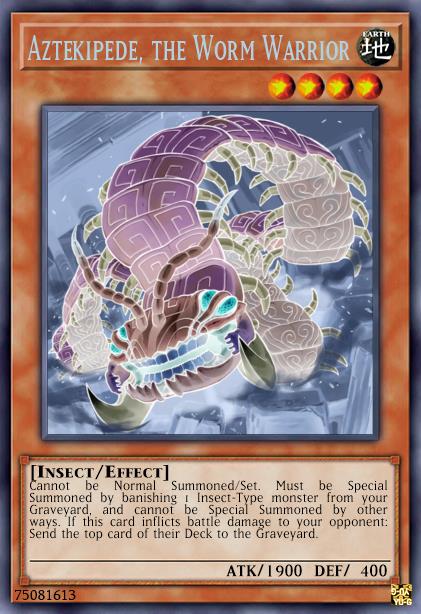 AZTEKIPEDE, THE WORM WARRIOR
EARTH
地
[INSECT/EFFECT]
Cannot be Normal Summoned/Set. Must be Special
Summoned by banishing 1 Insect-Type monster from your
Graveyard, and cannot be Special Summoned by other
ways. If this card inflicts battle damage to your opponent:
Send the top card of their Deck to the Graveyard.
ATK/1900 DEF/ 400
75081613